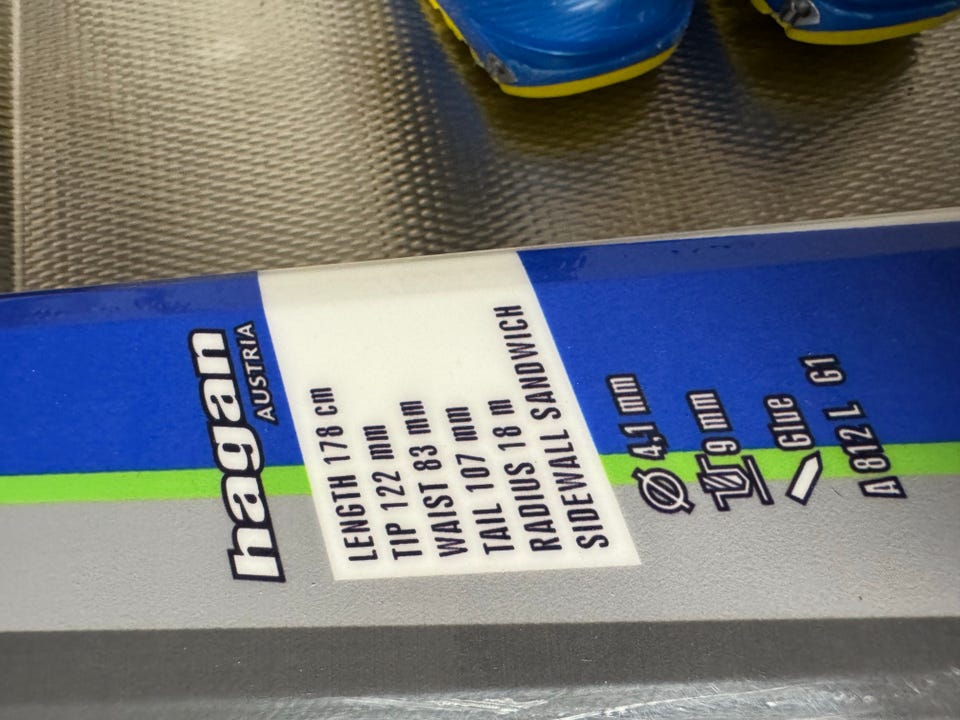 hagan
AUSTRIA
LENGTH 178 cm
TIP 122 mm
WAIST 83 mm
TAIL 107 mm
RADIUS 18 m
SIDEWALL SANDWICH
Ø 4,1 mm
9 mm
Glue
A 812 L G1